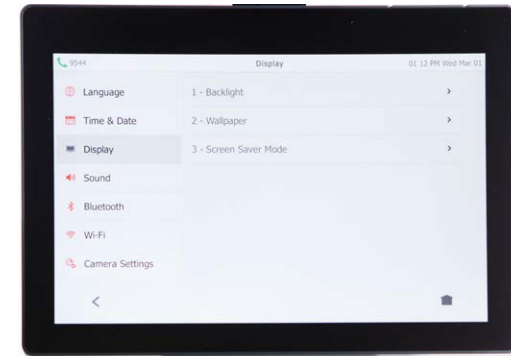 9544 Display 01 12 PM Wed Mar 01
Language
Time & Date
Display
Sound
Bluetooth
Wi-Fi
Camera Settings
1 - Backlight
2 - Wallpaper
3 - Screen Saver Mode